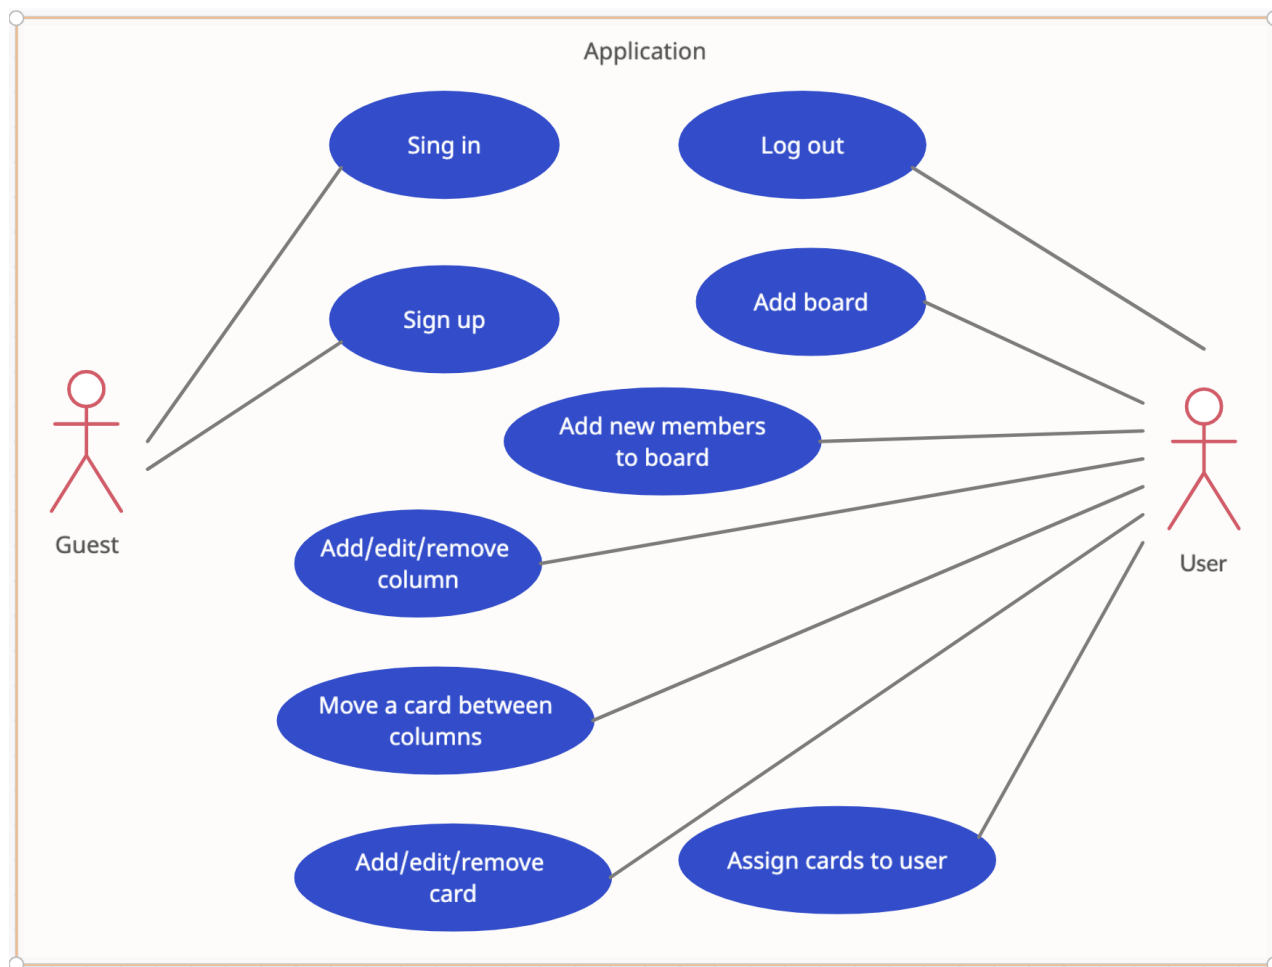 Application
Sing in
Log out
Sign up
Add board
Add new members
to board
Guest
Add/edit/remove
column
User
Move a card between
columns
Add/edit/remove
card
Assign cards to user